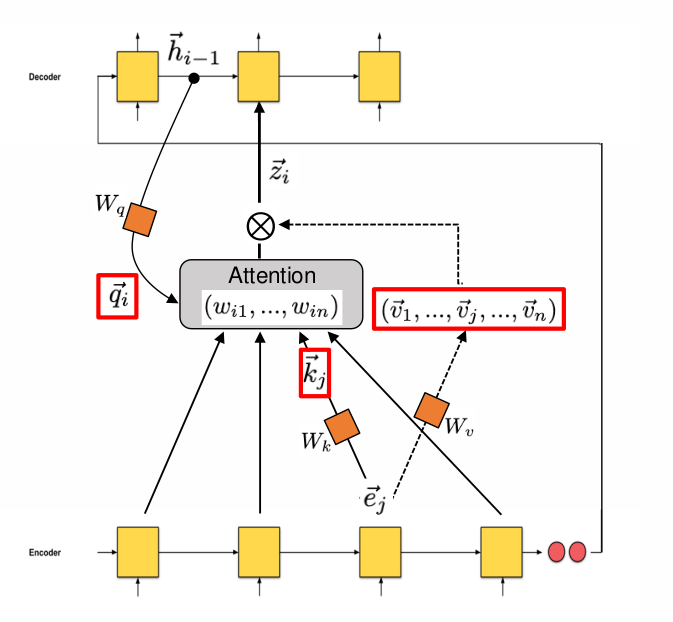 $\vec{h}_{i-1}$
Decoder
$\vec{z}_i$
$W_q$
Attention
$\vec{q}_i$
$(w_{i1}, ..., w_{in})$
$(\vec{v}_1, ..., \vec{v}_j, ..., \vec{v}_n)$
$\vec{k}_j$
$W_k$
$W_v$
$\vec{e}_j$
Encoder